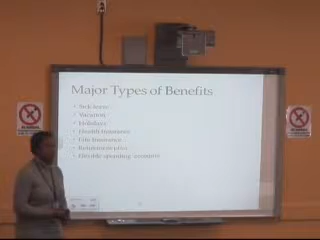 Major Types of Benefits
Sick leave
Vacation
Holidays
Health Insurance
Life Insurance
Retirement plan
Flexible spending accounts